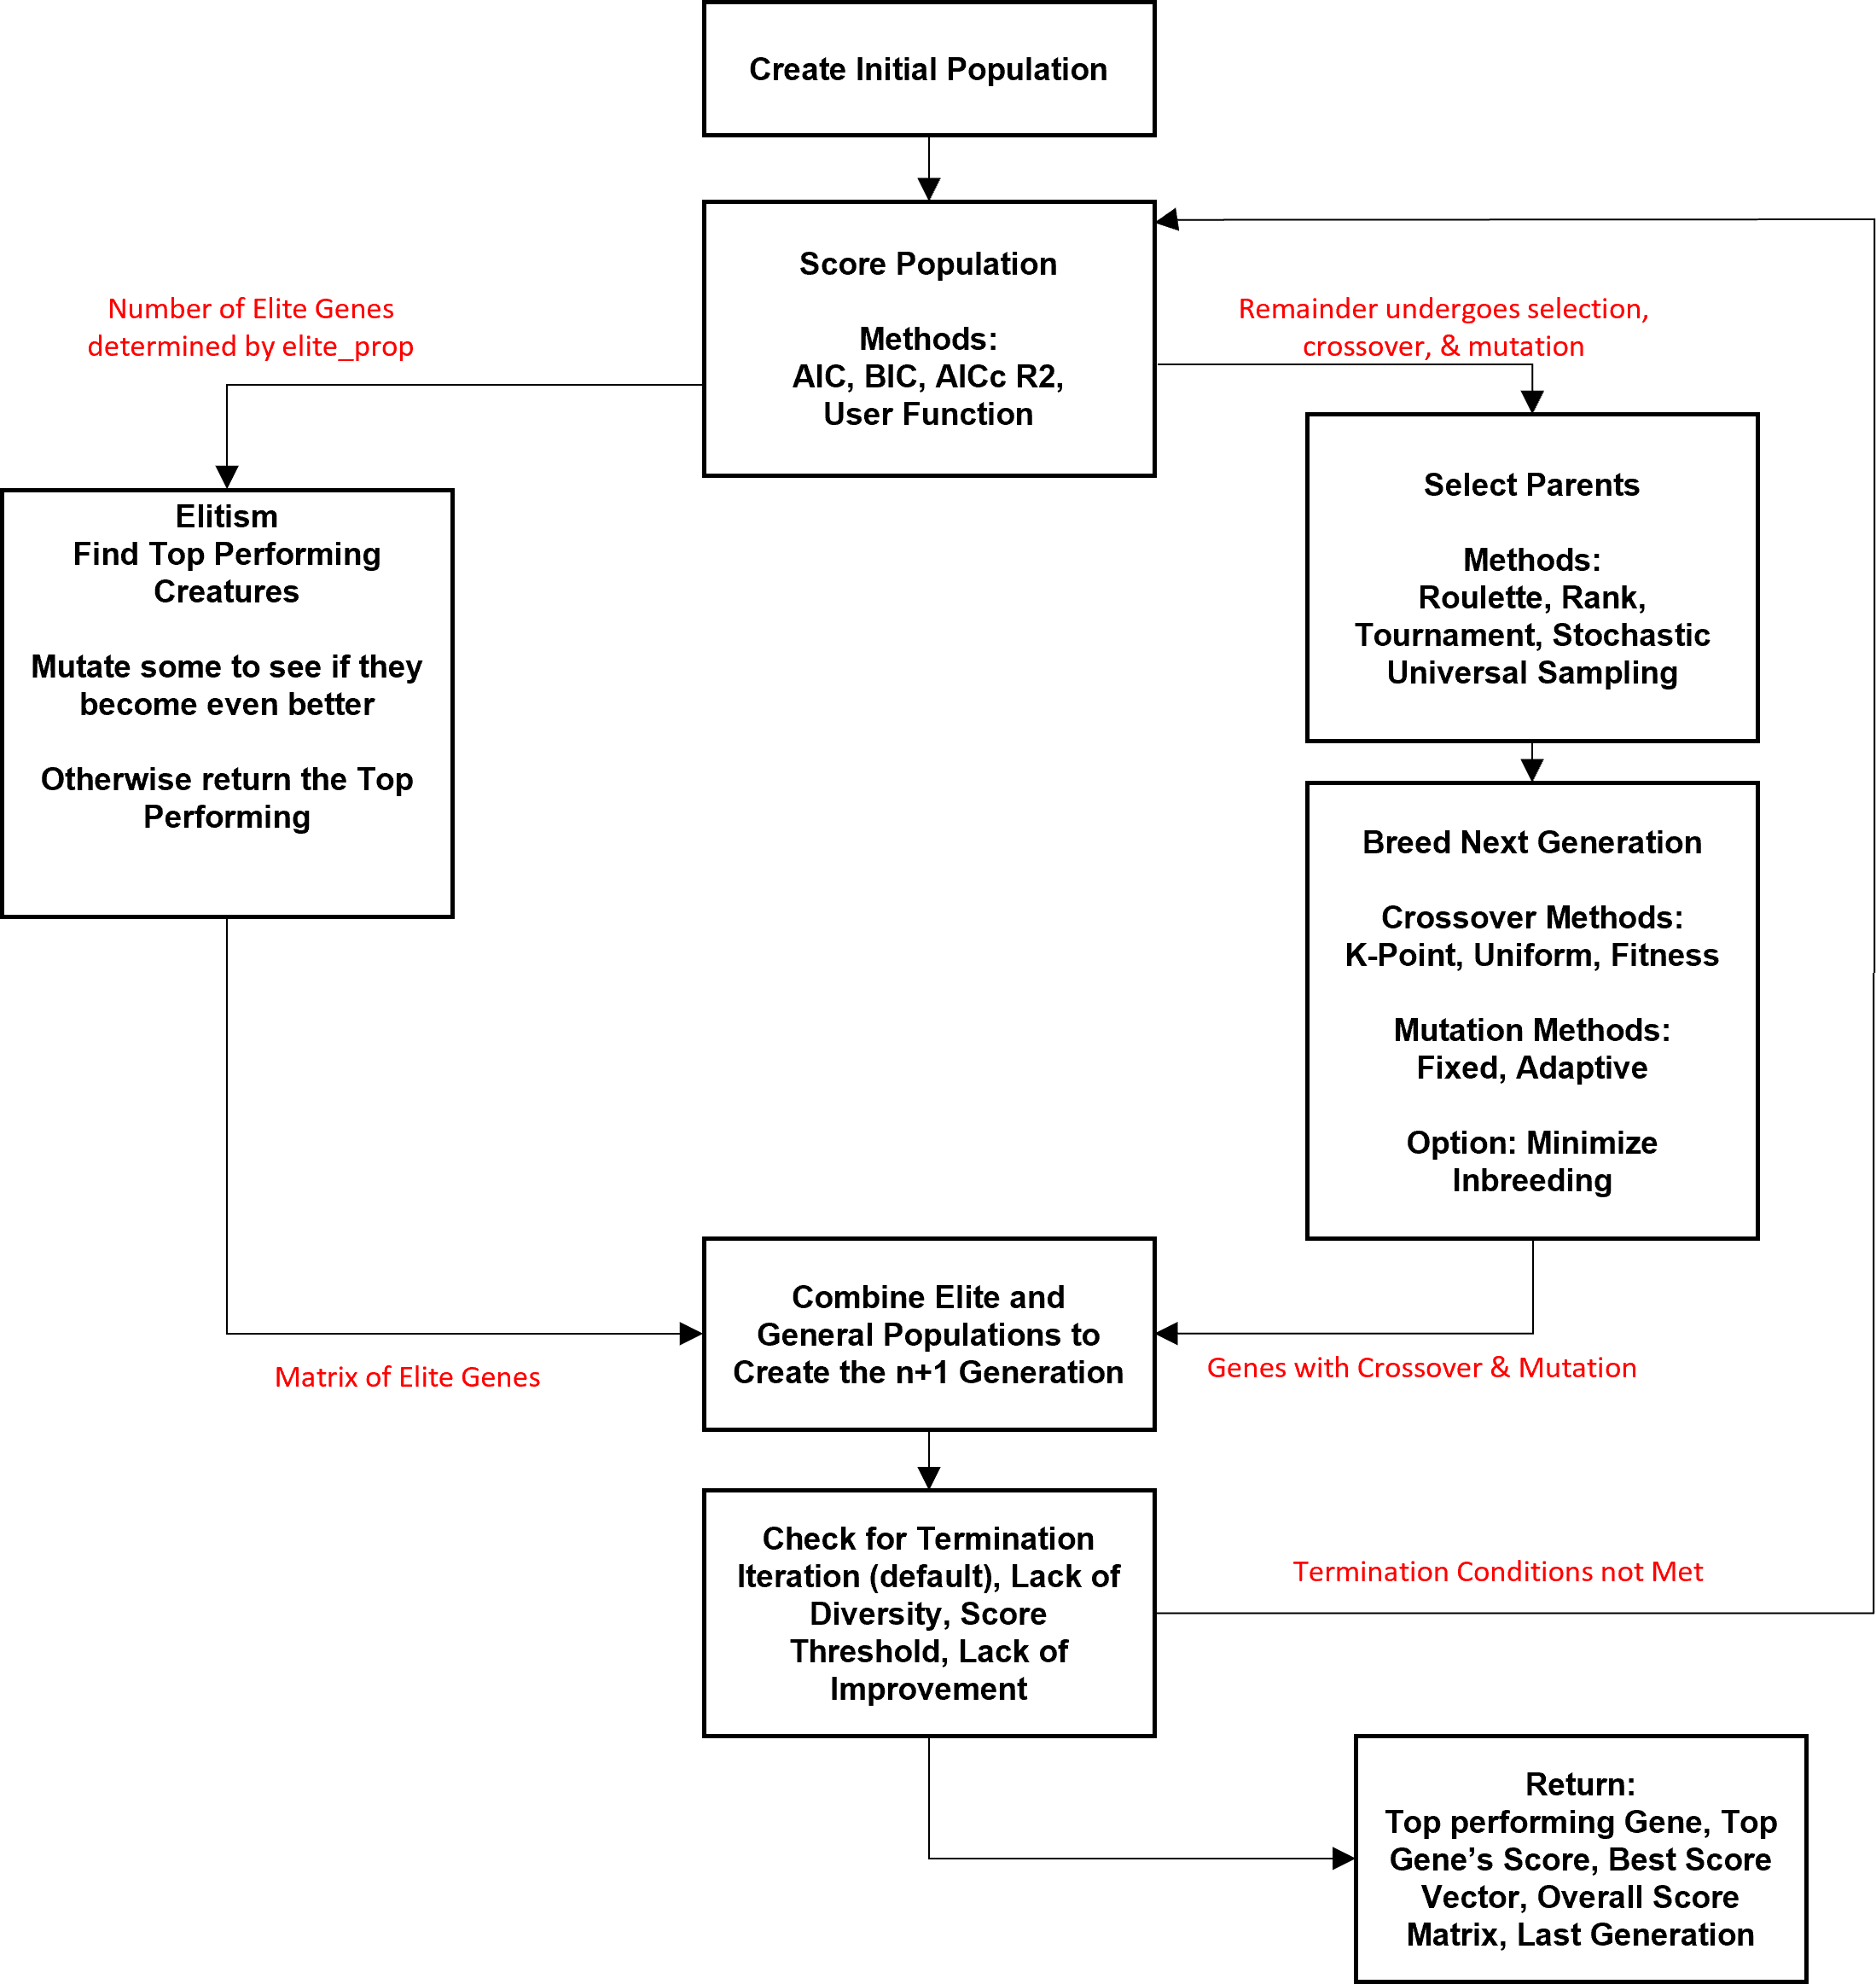 Create Initial Population
Score Population
Methods:
AIC, BIC, AICc R2,
User Function
Number of Elite Genes
determined by elite_prop
Remainder undergoes selection,
crossover, & mutation
Elitism
Find Top Performing
Creatures
Mutate some to see if they
become even better
Otherwise return the Top
Performing
Select Parents
Methods:
Roulette, Rank,
Tournament, Stochastic
Universal Sampling
Breed Next Generation
Crossover Methods:
K-Point, Uniform, Fitness
Mutation Methods:
Fixed, Adaptive
Option: Minimize
Inbreeding
Combine Elite and
General Populations to
Create the n+1 Generation
Matrix of Elite Genes
Genes with Crossover & Mutation
Check for Termination
Iteration (default), Lack of
Diversity, Score
Threshold, Lack of
Improvement
Termination Conditions not Met
Return:
Top performing Gene, Top
Gene’s Score, Best Score
Vector, Overall Score
Matrix, Last Generation